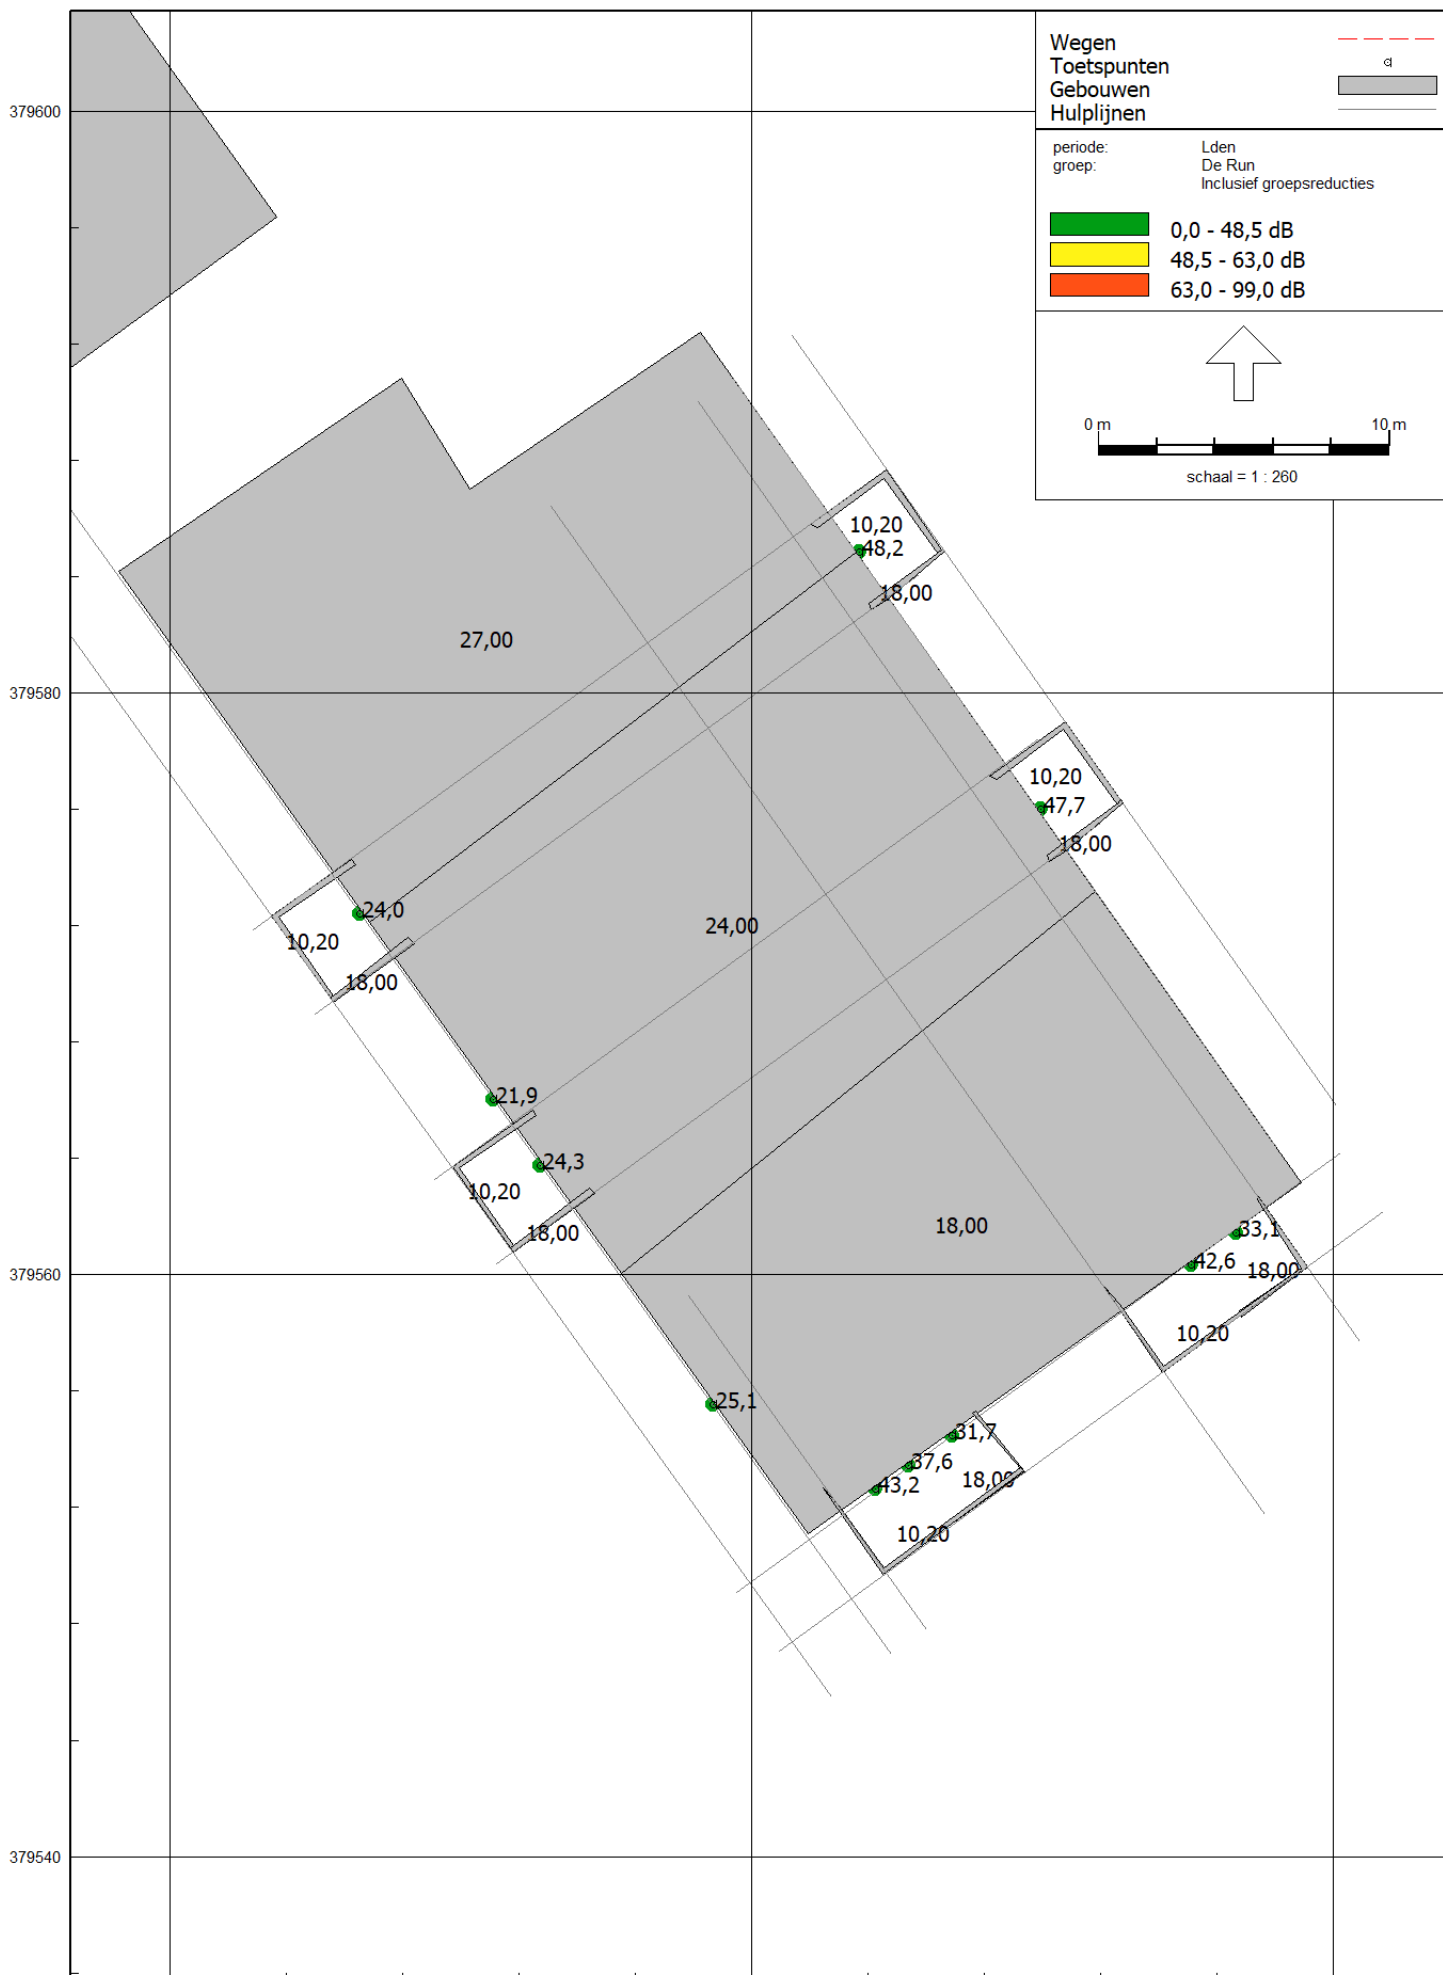 Wegen
Toetspunten
Gebouwen
Hulplijnen
periode: Lden
groep: De Run
Inclusief groepsreducties
0,0 - 48,5 dB
48,5 - 63,0 dB
63,0 - 99,0 dB
0 m 10 m
schaal = 1 : 260
379600
10,20
48,2
18,00
27,00
379580
10,20
47,7
18,00
24,0
24,00
10,20
18,00
21,9
24,3
10,20
18,00
18,00
33,1
42,6
18,00
379560
10,20
25,1
31,7
37,6
18,00
43,2
10,20
379540